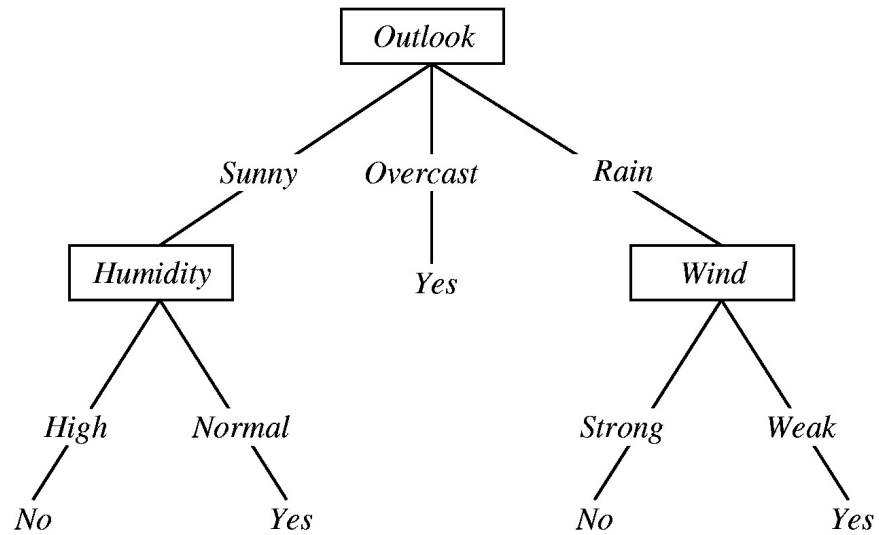 Outlook
Sunny Overcast Rain
Humidity Yes Wind
High Normal Strong Weak
No Yes No Yes